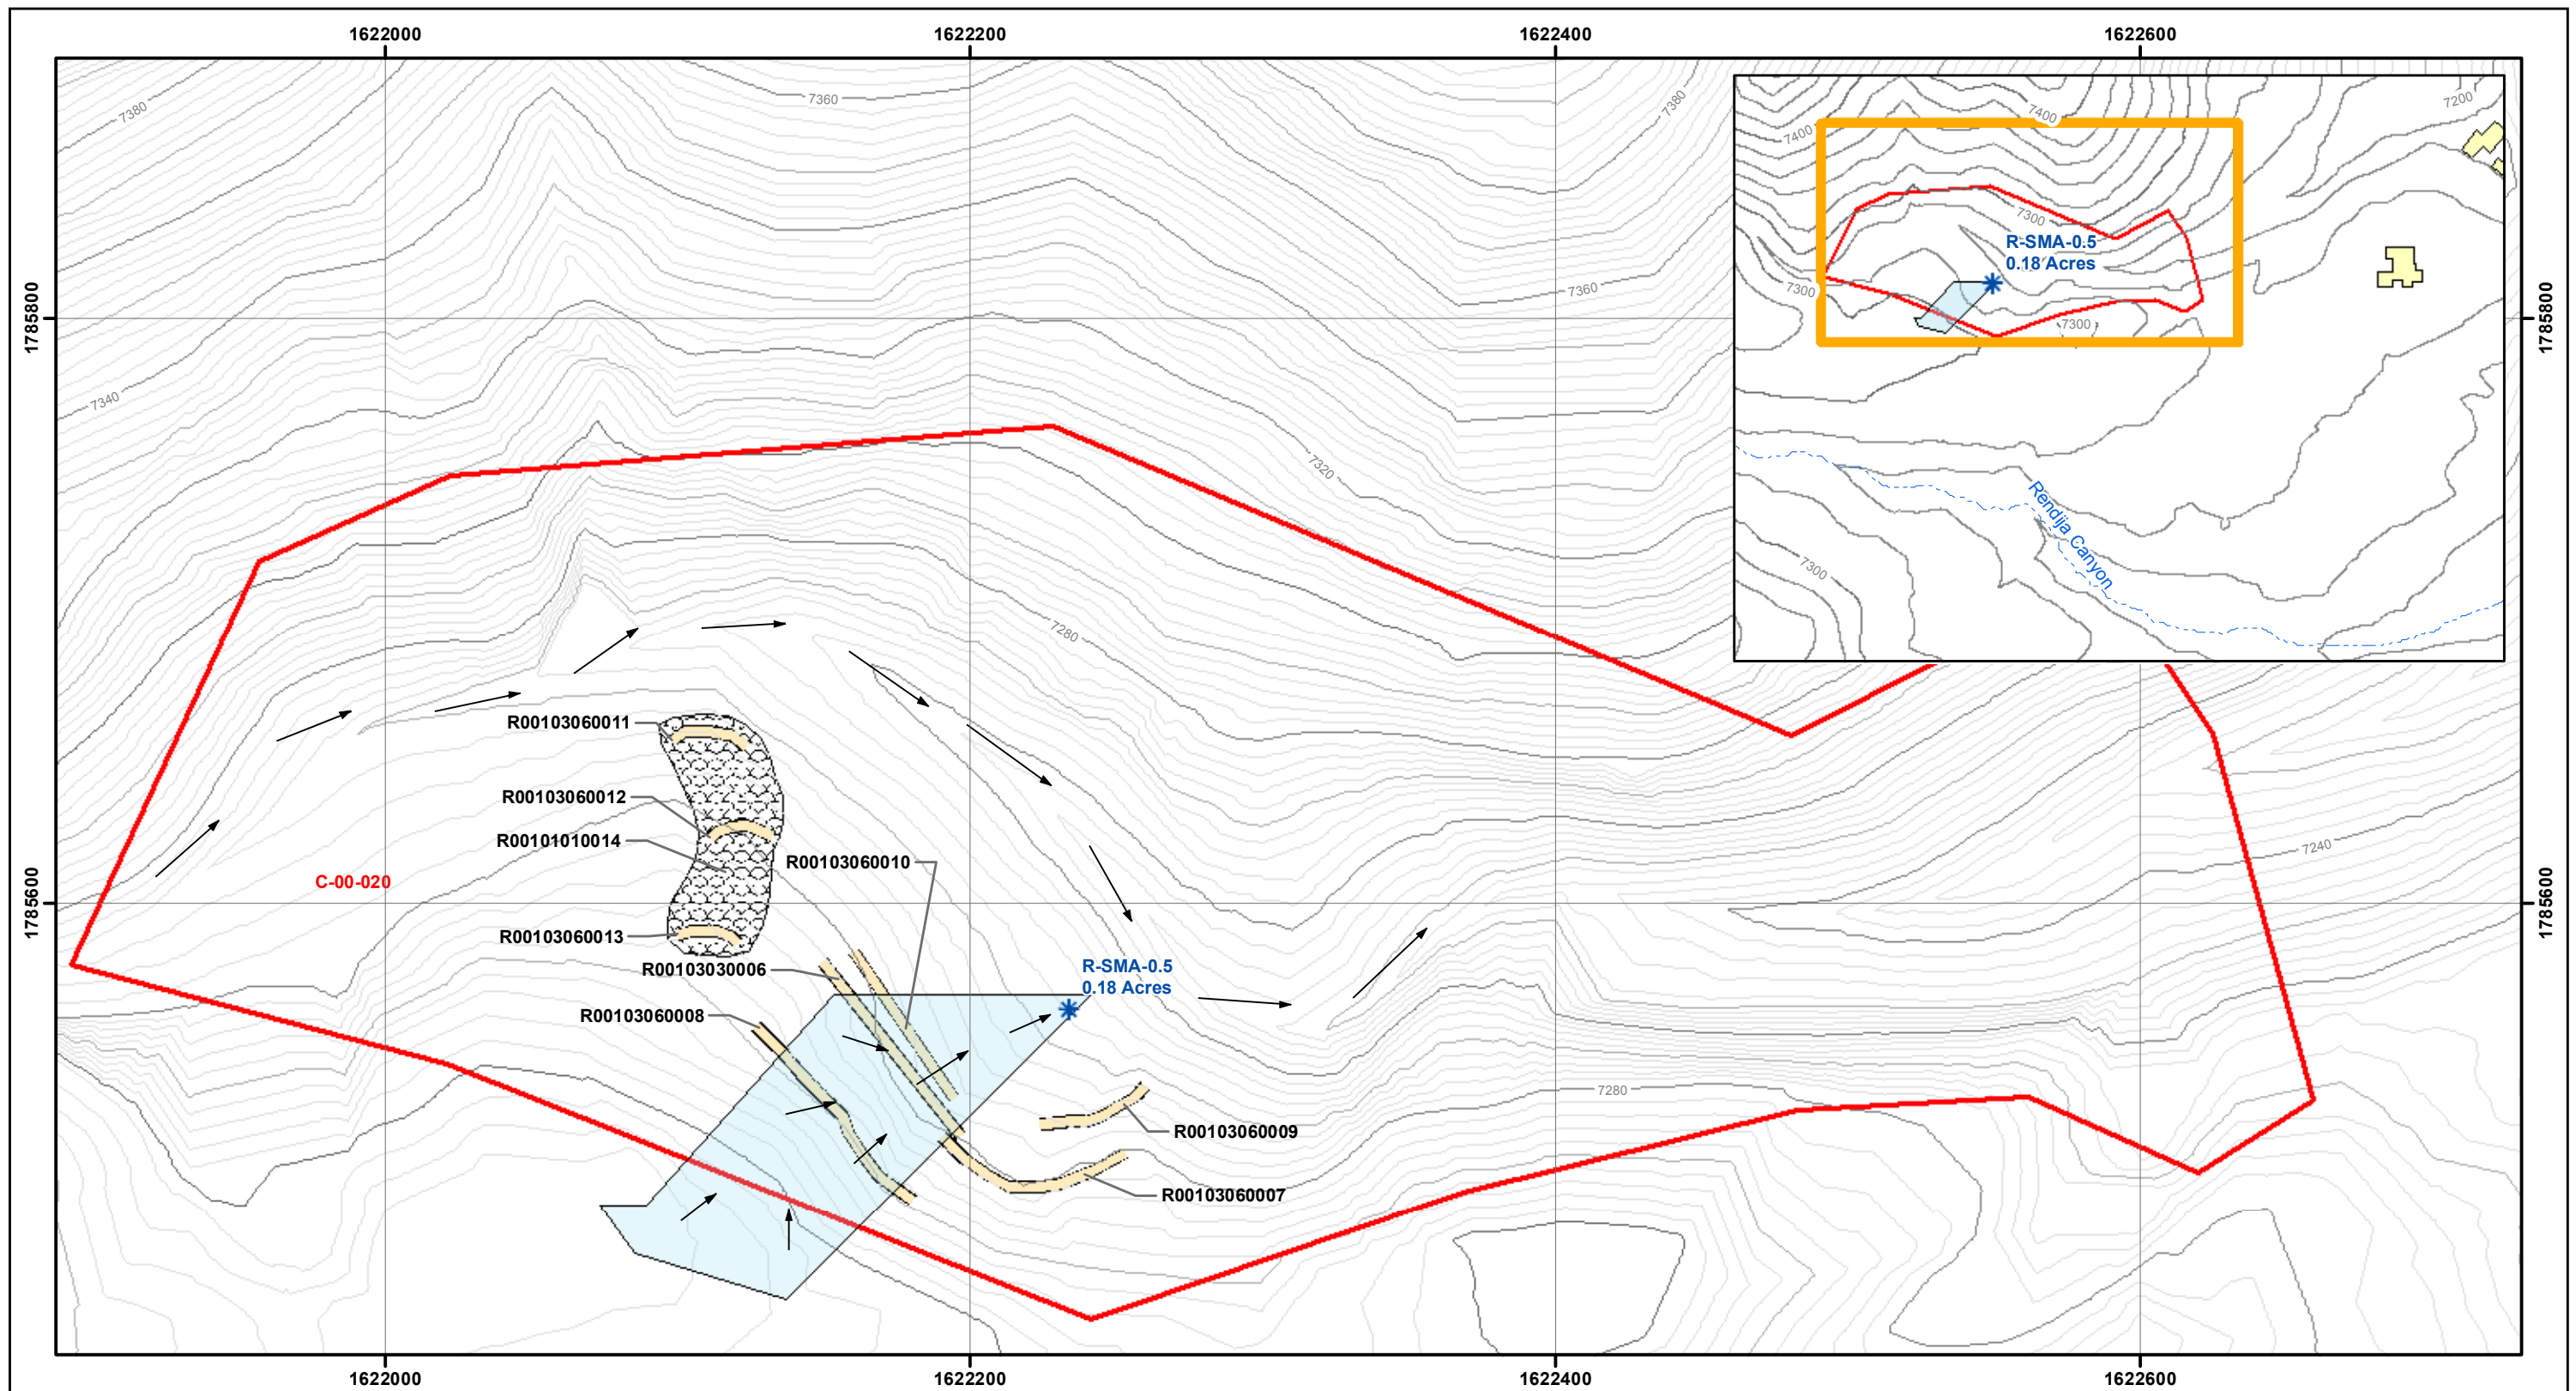 1622000
1622200
1622400
1622600
7380
7360
7380
7400
7400
7200
7300
R-SMA-0.5
0.18 Acres
7300
7300
1785800
1785800
7360
7340
7320
Rendija Canyon
7300
7280
R00103060011
R00103060012
R00101010014
R00103060010
7240
C-00-020
1785600
1785600
R00103060013
R00103030006
R-SMA-0.5
0.18 Acres
R00103060008
7280
R00103060009
R00103060007
1622000
1622200
1622400
1622600